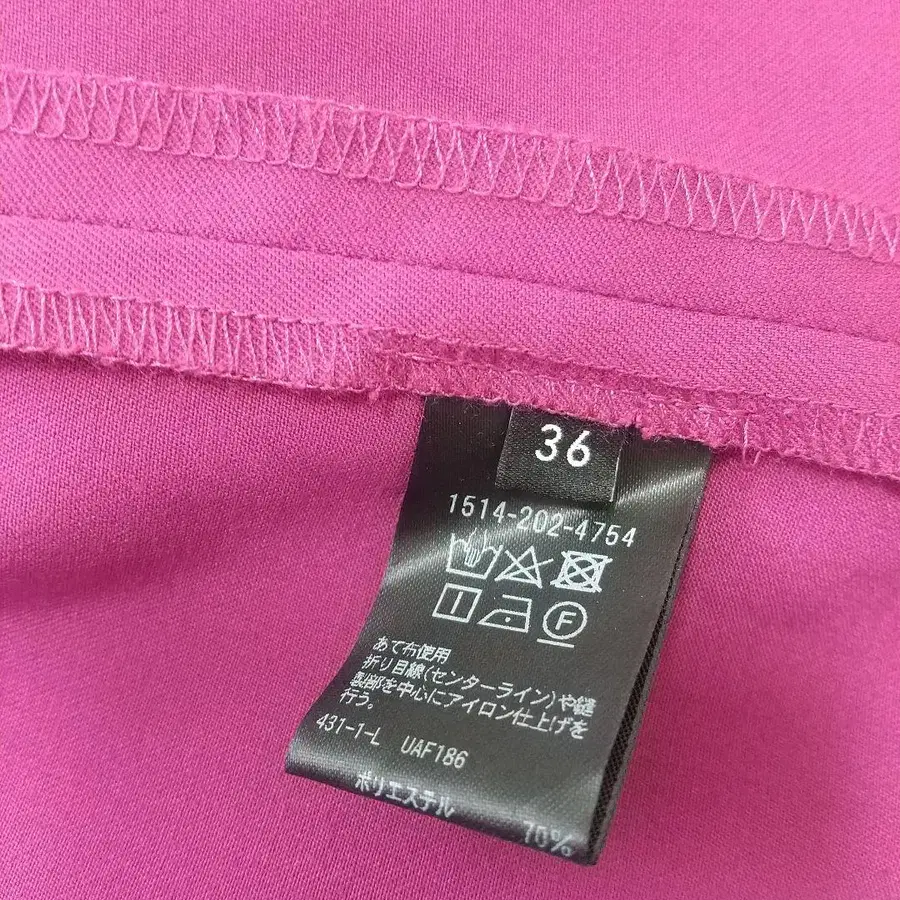 36
1514-202-4754
F
あて布使用
折り目線(センターライン)や縫
製部を中心にアイロン仕上げを
行う。
431-1-L UAF186
ポリエステル 70%